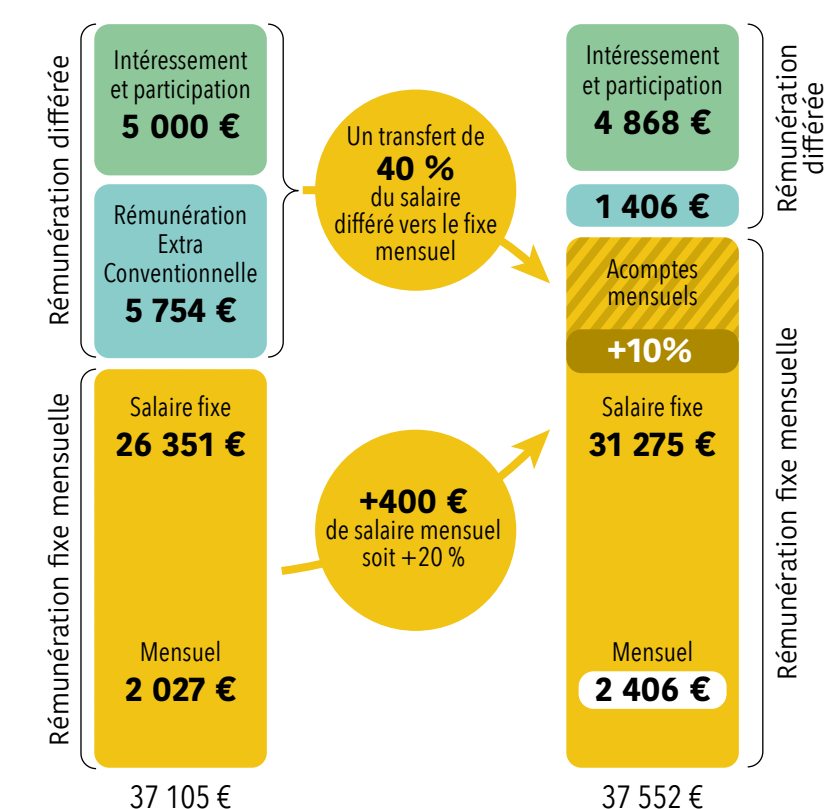 Rémunération différée
Intéressement
et participation
5 000 €
Rémunération
Extra
Conventionnelle
5 754 €
Rémunération fixe mensuelle
Salaire fixe
26 351 €
Mensuel
2 027 €
37 105 €
Un transfert de
40 %
du salaire
différé vers le fixe
mensuel
+400 €
de salaire mensuel
soit +20 %
Intéressement
et participation
4 868 €
1 406 €
Rémunération
différée
Acomptes
mensuels
+10%
Salaire fixe
31 275 €
Mensuel
2 406 €
Rémunération fixe mensuelle
37 552 €